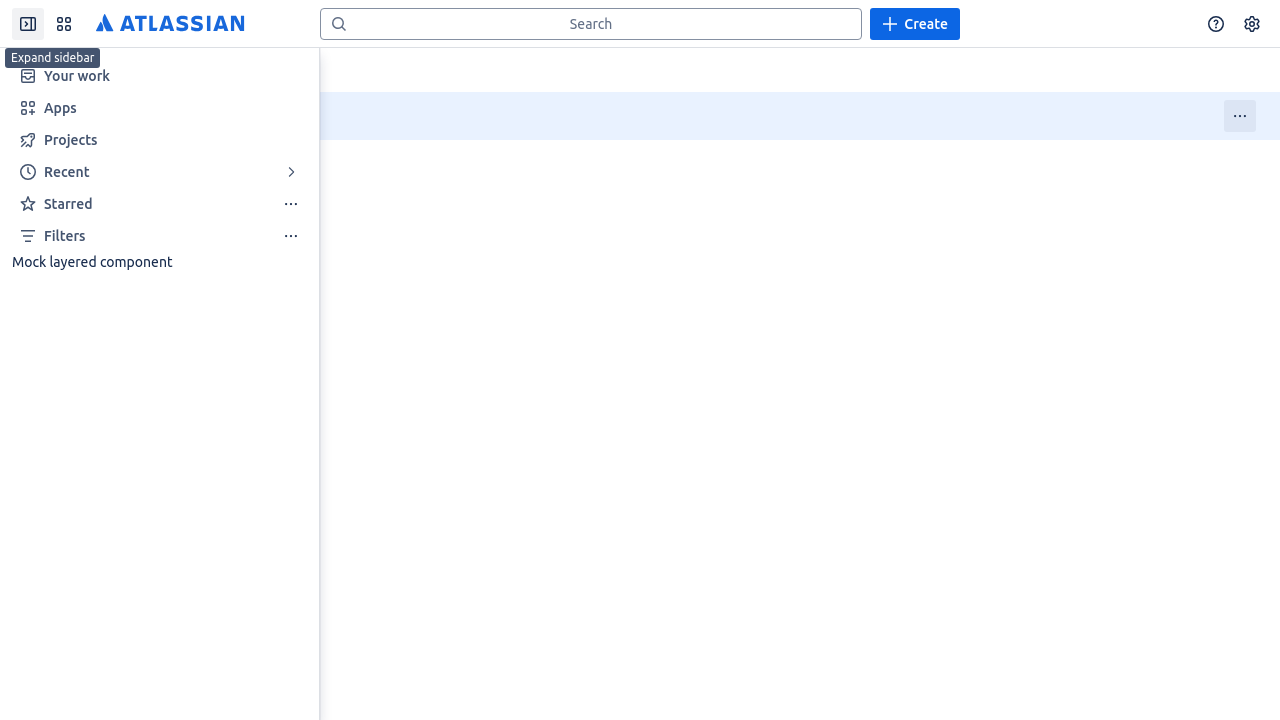 ATLASSIAN
Search
Create
Expand sidebar
Your work
Apps
Projects
Recent
Starred
Filters
Mock layered component